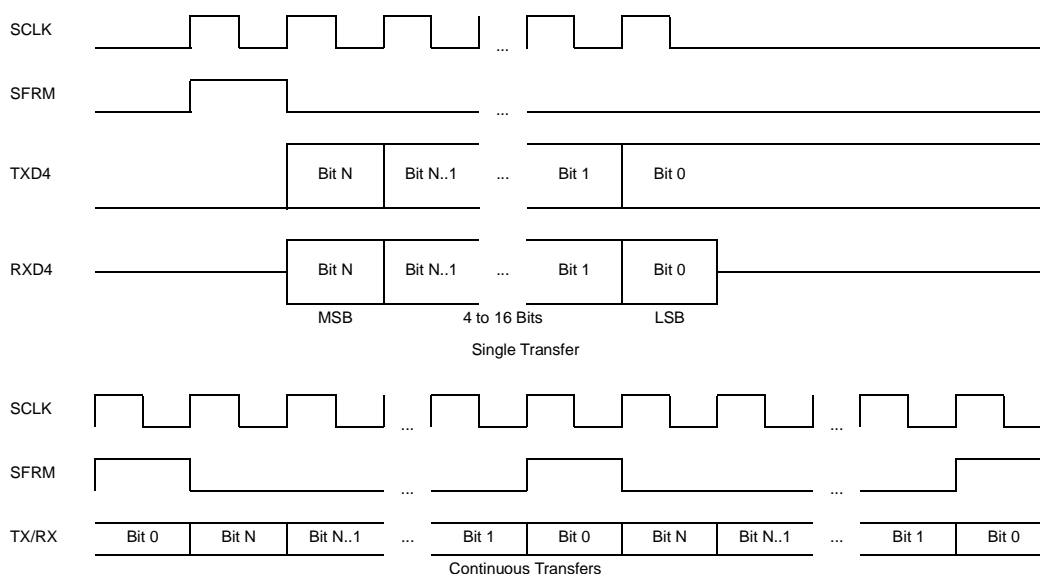 SCLK
...
SFRM
...
TXD4 Bit N Bit N..1 ... Bit 1 Bit 0
RXD4 Bit N Bit N..1 ... Bit 1 Bit 0
MSB 4 to 16 Bits LSB
Single Transfer
SCLK
... ...
SFRM
... ...
TX/RX Bit 0 Bit N Bit N..1 ... Bit 1 Bit 0 Bit N Bit N..1 ... Bit 1 Bit 0
Continuous Transfers